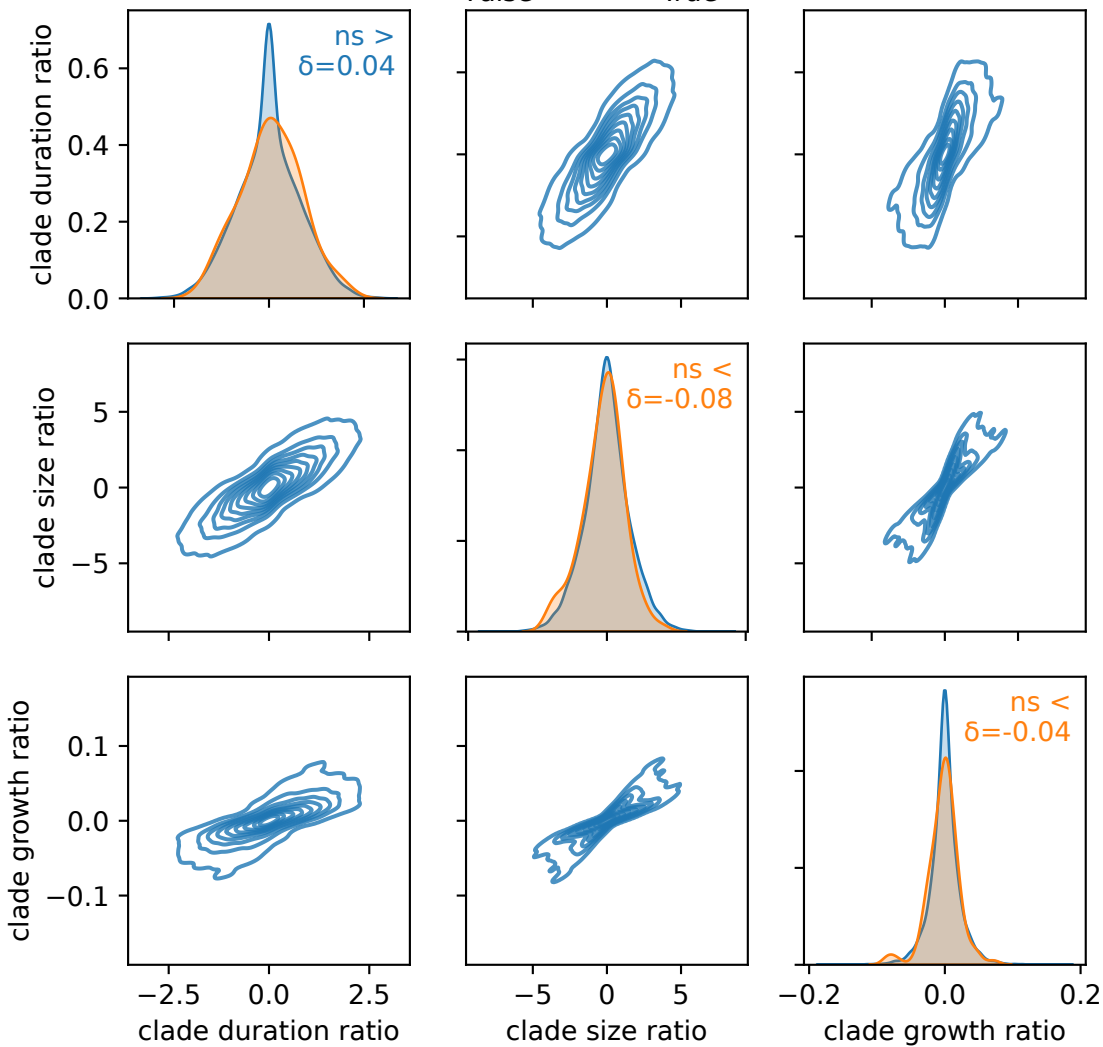 clade duration ratio
0.6
0.4
0.2
0.0
ns >
δ=0.04
clade size ratio
5
0
−5
ns <
δ=-0.08
clade growth ratio
0.1
0.0
−0.1
ns <
δ=-0.04
−2.5 0.0 2.5
−5 0 5
−0.2 0.0 0.2
clade duration ratio
clade size ratio
clade growth ratio